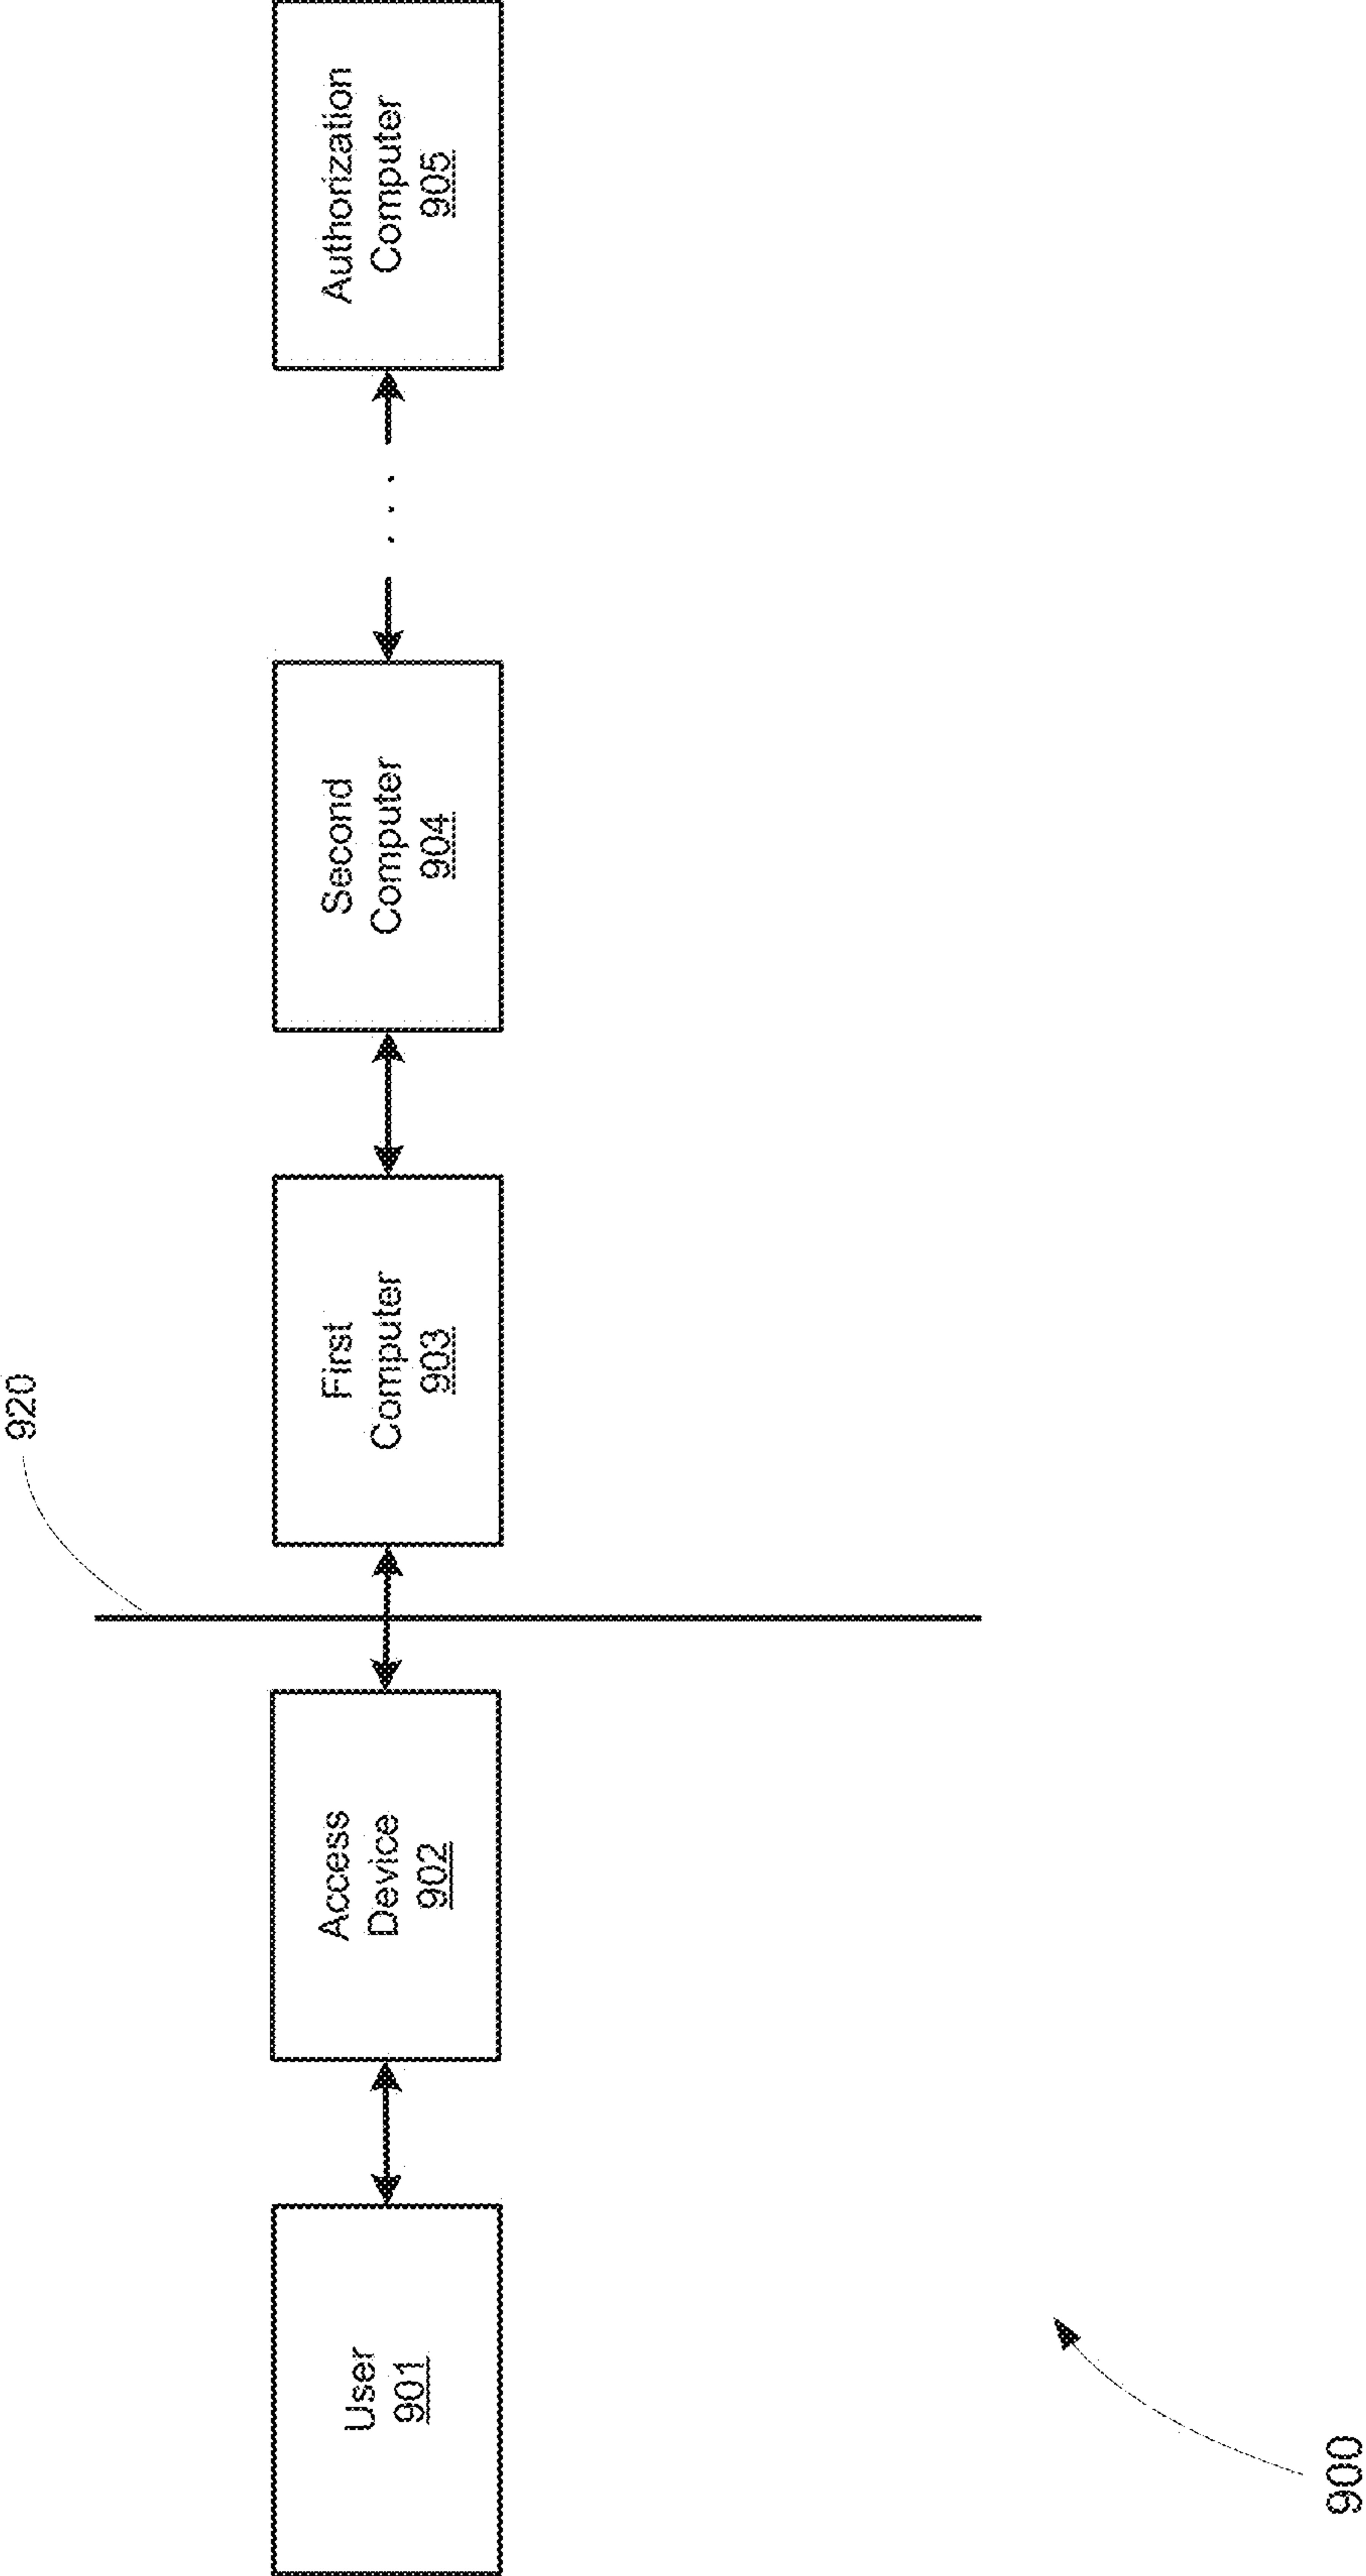 920
User
901
Access
Device
902
First
Computer
903
Second
Computer
904
. . .
Authorization
Computer
905
900